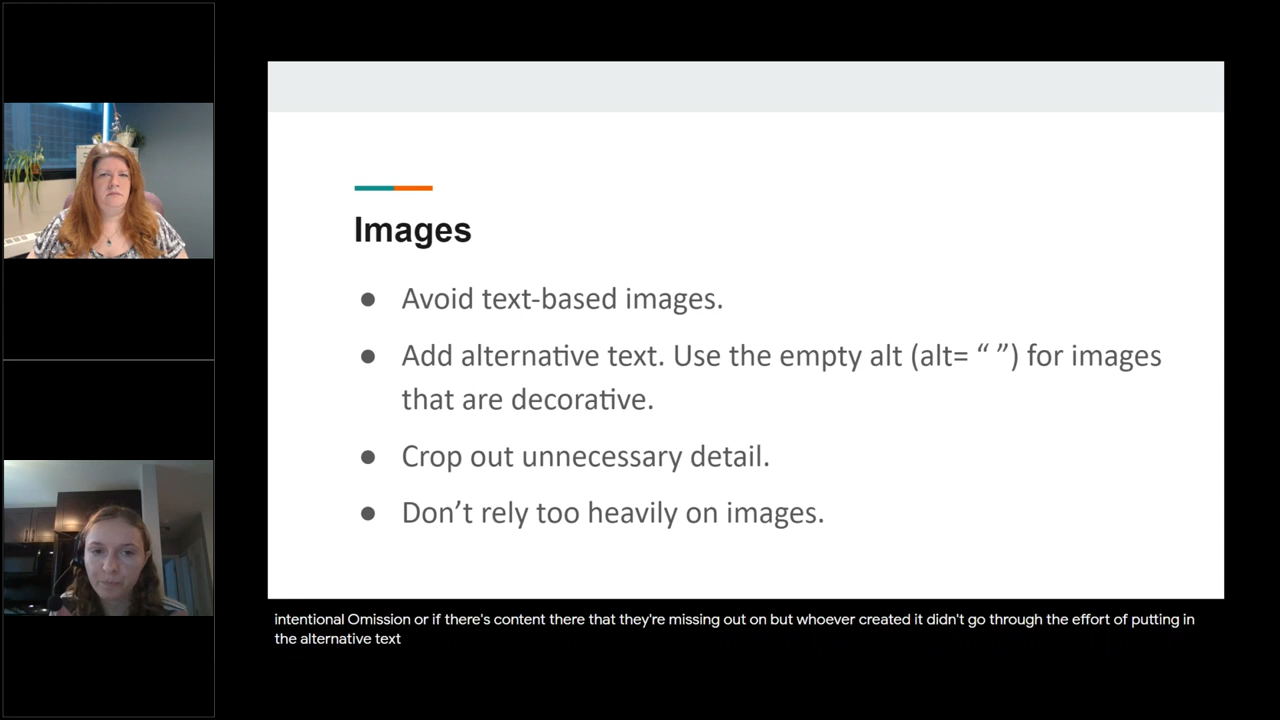 Images
● Avoid text-based images.
● Add alternative text. Use the empty alt (alt= “ ”) for images
that are decorative.
● Crop out unnecessary detail.
● Don’t rely too heavily on images.
intentional Omission or if there's content there that they're missing out on but whoever created it didn't go through the effort of putting in
the alternative text